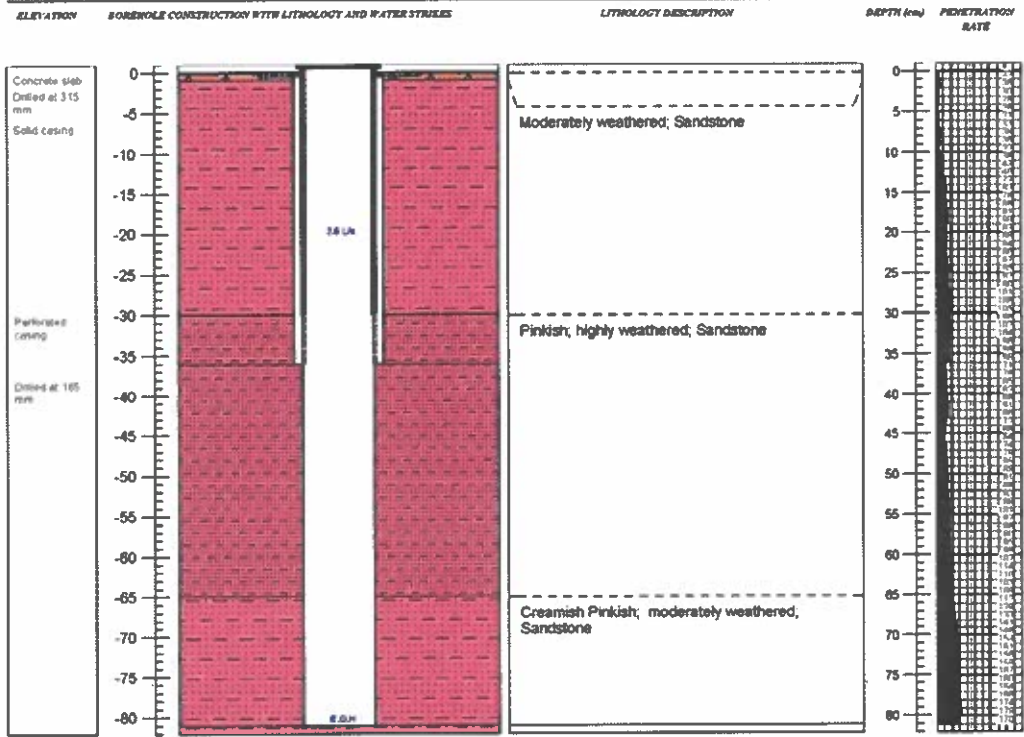 ELEVATION
BOREHOLE CONSTRUCTION WITH LITHOLOGY AND WATER STRIKES
LITHOLOGY DESCRIPTION
DEPTH (cm)
PENETRATION
RATE
Concrete slab
Drilled at 315
mm
Solid casing
Perforated
casing
Drilled at 165
mm
0
-5
-10
-15
-20
-25
-30
-35
-40
-45
-50
-55
-60
-65
-70
-75
-80
E.O.H
Moderately weathered; Sandstone
Pinkish; highly weathered; Sandstone
Creamish Pinkish; moderately weathered;
Sandstone
0
5
10
15
20
25
30
35
40
45
50
55
60
65
70
75
80